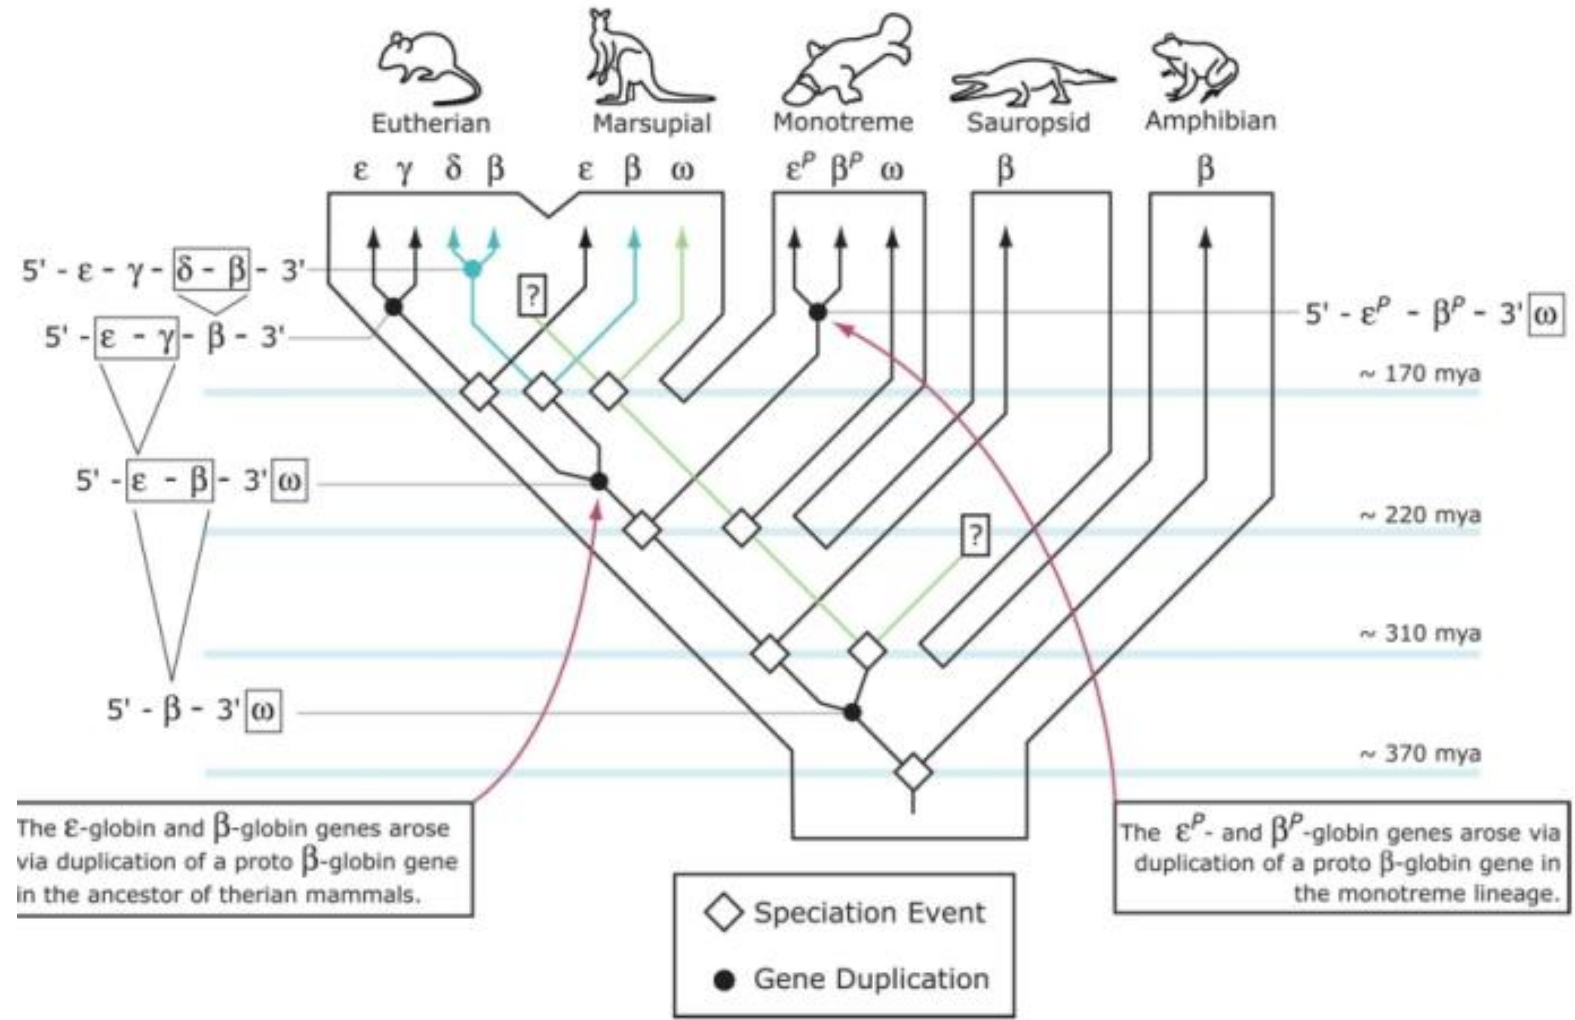 Eutherian Marsupial Monotreme Sauropsid Amphibian
ε γ δ β ε β ω εᴾ βᴾ ω β β
5' - ε - γ - δ - β - 3'
?
5' - ε - γ - β - 3'
5' - εᴾ - βᴾ - 3' ω
~ 170 mya
5' - ε - β - 3' ω
~ 220 mya
?
~ 310 mya
5' - β - 3' ω
~ 370 mya
The ε-globin and β-globin genes arose
via duplication of a proto β-globin gene
in the ancestor of therian mammals.
The εᴾ- and βᴾ-globin genes arose via
duplication of a proto β-globin gene in
the monotreme lineage.
Speciation Event
Gene Duplication